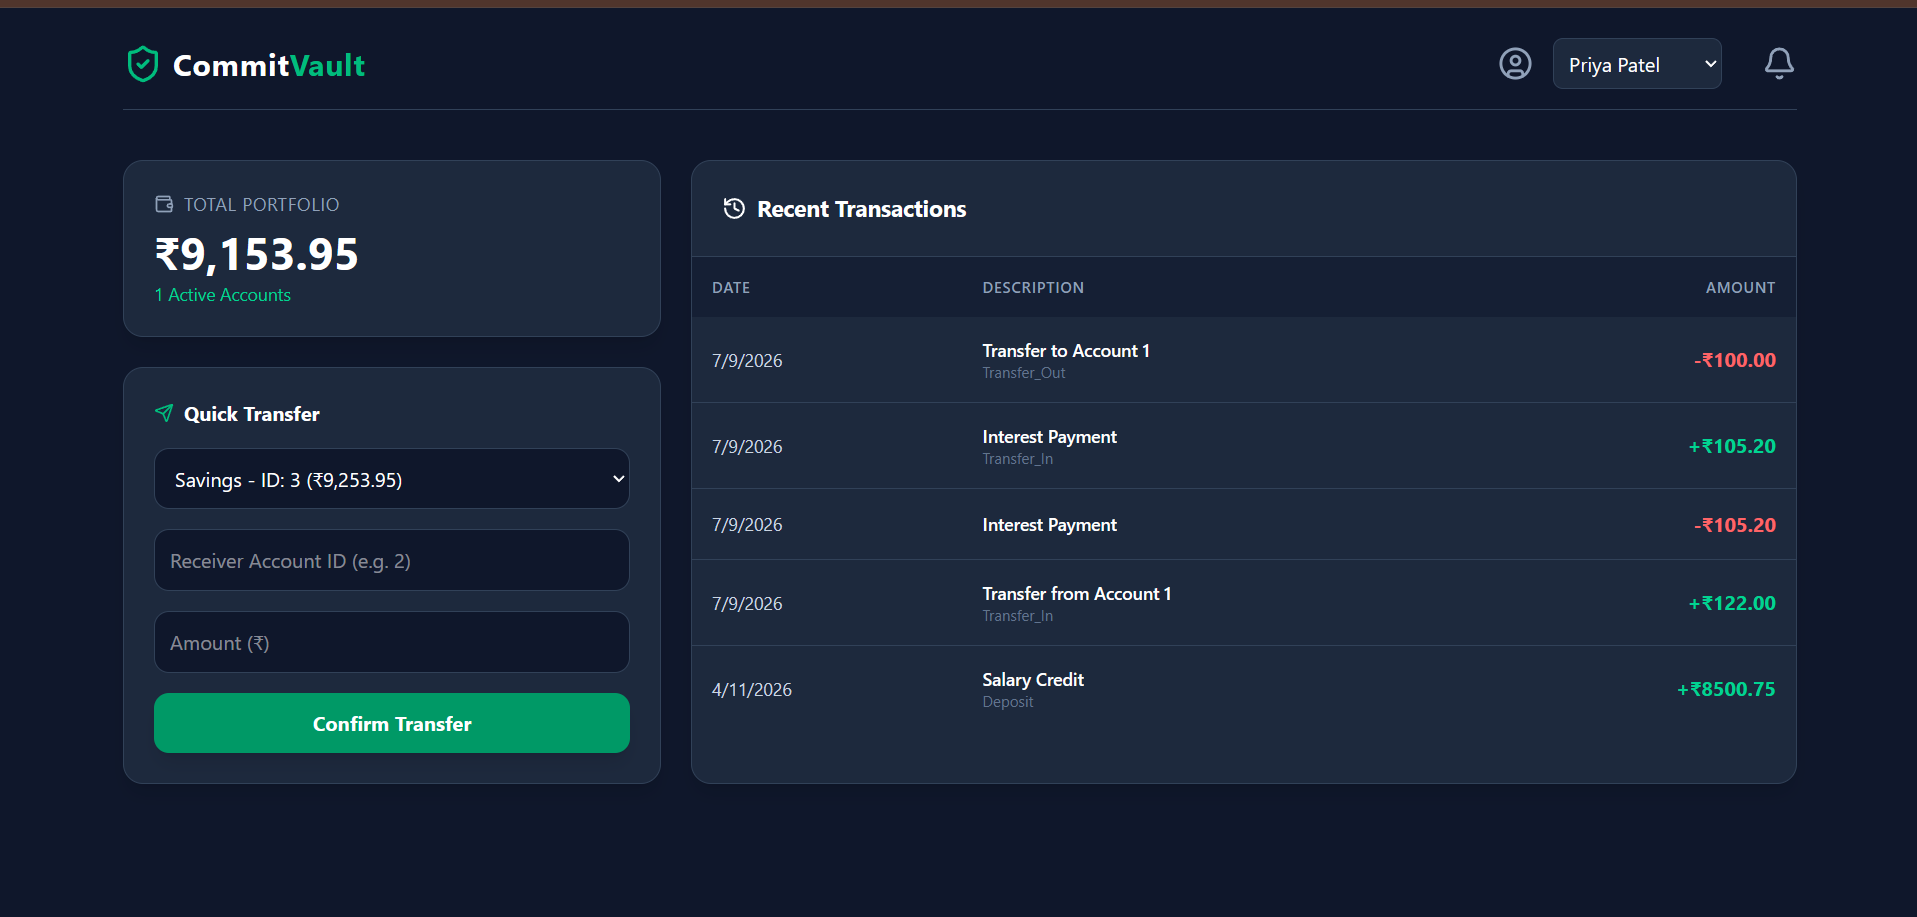 CommitVault
Priya Patel
TOTAL PORTFOLIO
₹9,153.95
1 Active Accounts
Quick Transfer
Savings - ID: 3 (₹9,253.95)
Receiver Account ID (e.g. 2)
Amount (₹)
Confirm Transfer
Recent Transactions
DATE DESCRIPTION AMOUNT
7/9/2026 Transfer to Account 1 -₹100.00
Transfer_Out
7/9/2026 Interest Payment +₹105.20
Transfer_In
7/9/2026 Interest Payment -₹105.20
7/9/2026 Transfer from Account 1 +₹122.00
Transfer_In
4/11/2026 Salary Credit +₹8500.75
Deposit